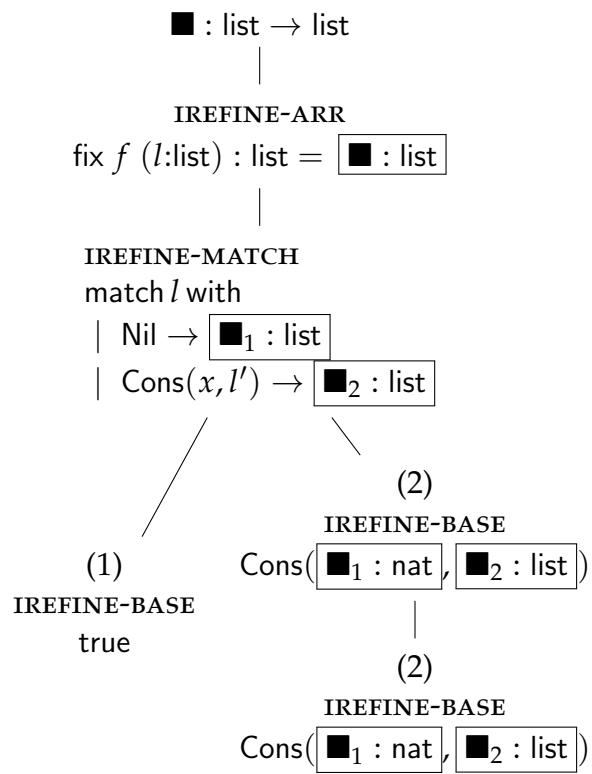 ■ : list → list
IREFINE-ARR
fix f (l:list) : list = ■ : list
IREFINE-MATCH
match l with
| Nil → ■₁ : list
| Cons(x, l′) → ■₂ : list
(2)
IREFINE-BASE
Cons(■₁ : nat, ■₂ : list)
(1)
IREFINE-BASE
true
(2)
IREFINE-BASE
Cons(■₁ : nat, ■₂ : list)